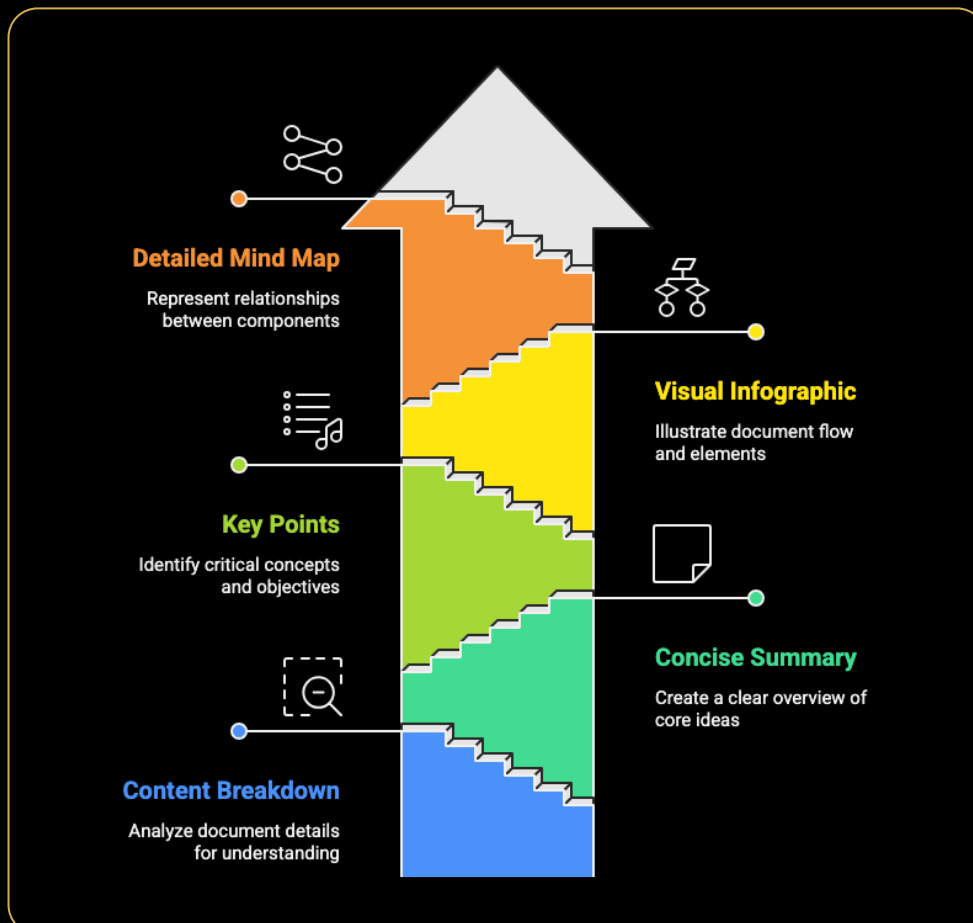 Detailed Mind Map
Represent relationships
between components
Visual Infographic
Illustrate document flow
and elements
Key Points
Identify critical concepts
and objectives
Concise Summary
Create a clear overview of
core ideas
Content Breakdown
Analyze document details
for understanding